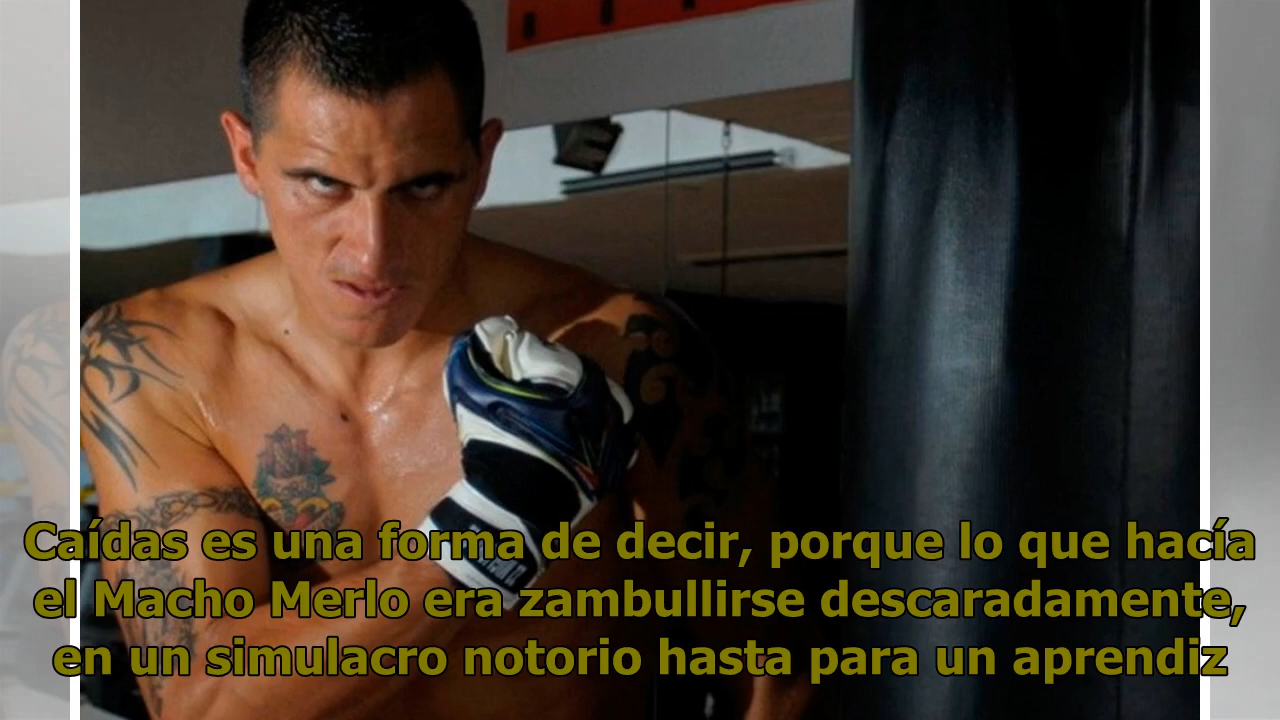 Caídas es una forma de decir, porque lo que hacía
el Macho Merlo era zambullirse descaradamente,
en un simulacro notorio hasta para un aprendiz